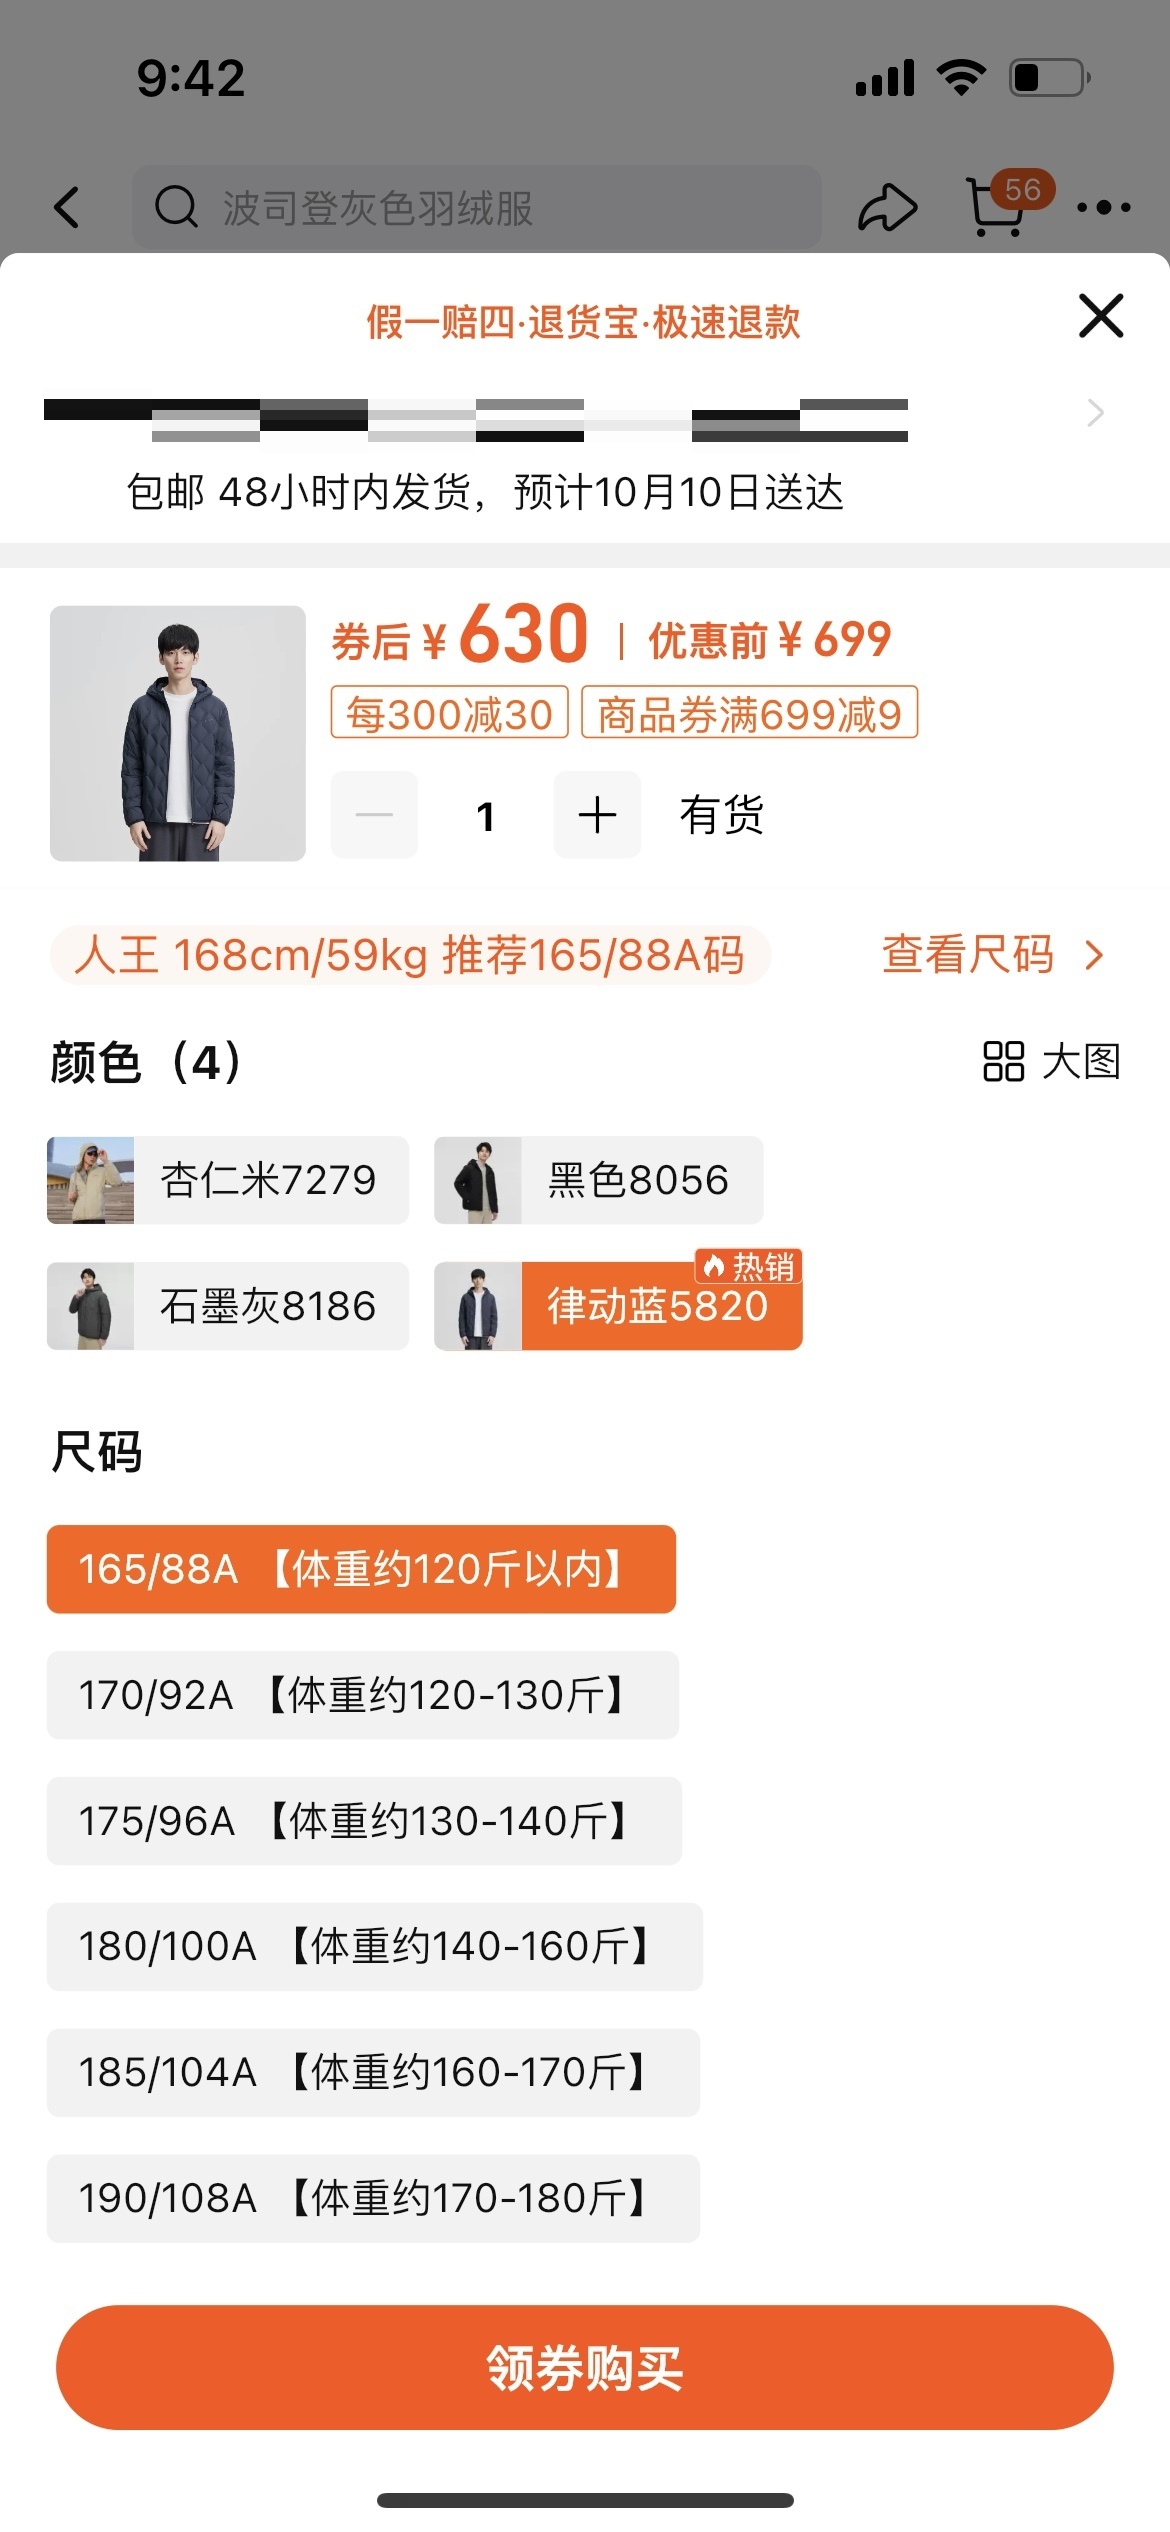 9:42
波司登灰色羽绒服
56
假一赔四·退货宝·极速退款
包邮 48小时内发货，预计10月10日送达
券后¥630 | 优惠前¥699
每300减30 商品券满699减9
1 有货
人王 168cm/59kg 推荐165/88A码 查看尺码
颜色（4） 大图
杏仁米7279 黑色8056
热销
石墨灰8186 律动蓝5820
尺码
165/88A 【体重约120斤以内】
170/92A 【体重约120-130斤】
175/96A 【体重约130-140斤】
180/100A 【体重约140-160斤】
185/104A 【体重约160-170斤】
190/108A 【体重约170-180斤】
领券购买